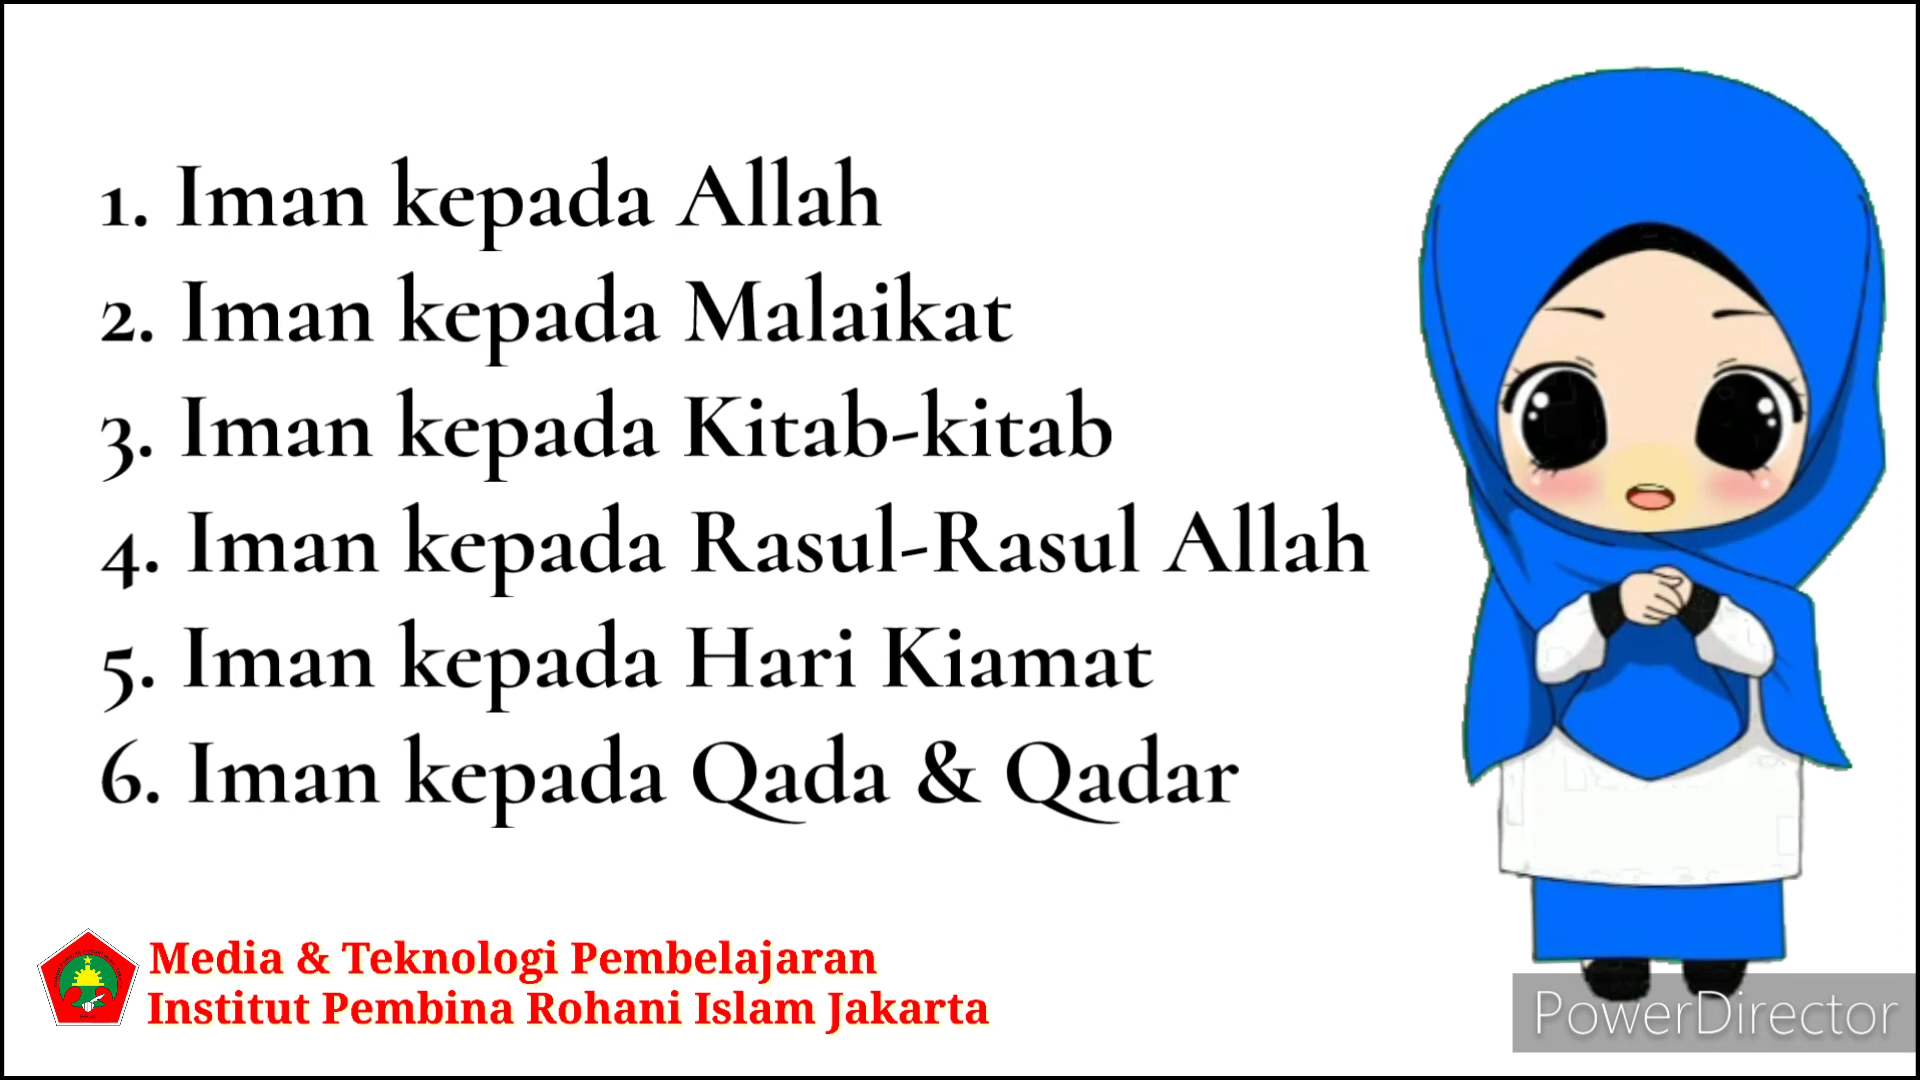 1. Iman kepada Allah
2. Iman kepada Malaikat
3. Iman kepada Kitab-kitab
4. Iman kepada Rasul-Rasul Allah
5. Iman kepada Hari Kiamat
6. Iman kepada Qada & Qadar
Media & Teknologi Pembelajaran
Institut Pembina Rohani Islam Jakarta
PowerDirector